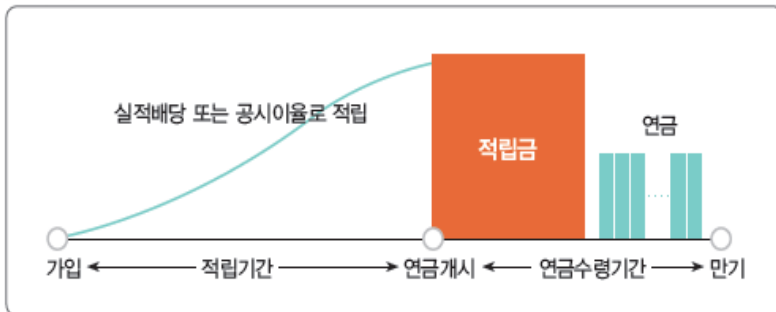 실적배당 또는 공시이율로 적립
연금
적립금
가입 적립기간 연금개시 연금수령기간 만기